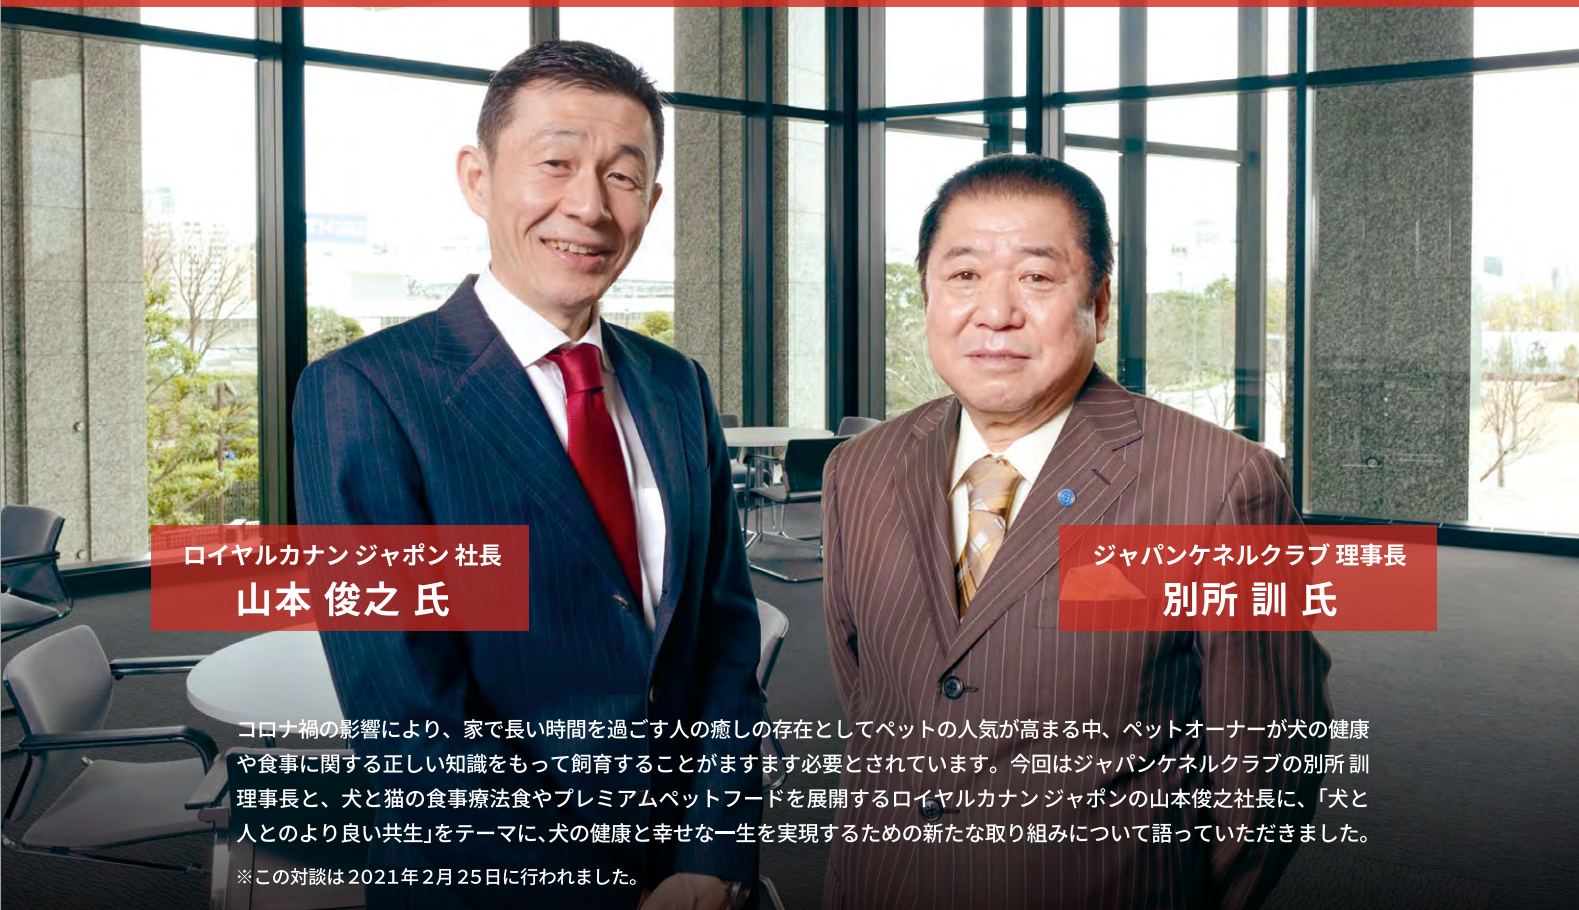 ロイヤルカナン ジャポン 社長
山本 俊之 氏
ジャパンケネルクラブ 理事長
別所 訓 氏
コロナ禍の影響により、家で長い時間を過ごす人の癒しの存在としてペットの人気が高まる中、ペットオーナーが犬の健康
や食事に関する正しい知識をもって飼育することがますます必要とされています。今回はジャパンケネルクラブの別所 訓
理事長と、犬と猫の食事療法食やプレミアムペットフードを展開するロイヤルカナン ジャポンの山本俊之社長に、「犬と
人とのより良い共生」をテーマに、犬の健康と幸せな一生を実現するための新たな取り組みについて語っていただきました。
※この対談は2021年2月25日に行われました。